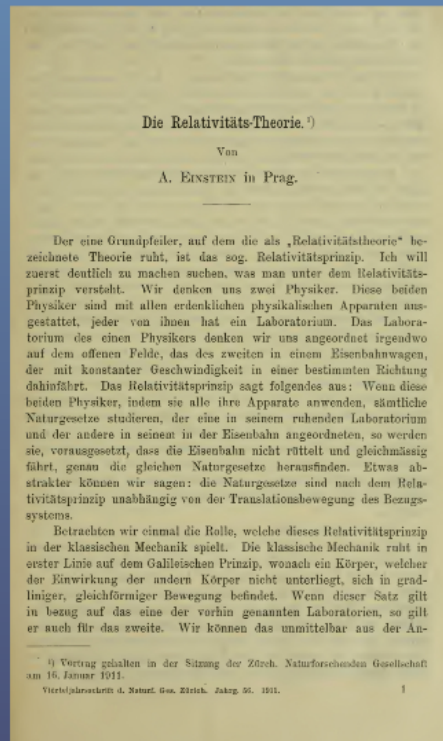 Die Relativitäts-Theorie. ¹)
Von
A. EINSTEIN in Prag.
Der eine Grundpfeiler, auf dem die als „Relativitätstheorie“ be-
zeichnete Theorie ruht, ist das sog. Relativitätsprinzip. Ich will
zuerst deutlich zu machen suchen, was man unter dem Relativitäts-
prinzip versteht. Wir denken uns zwei Physiker. Diese beiden
Physiker sind mit allen erdenklichen physikalischen Apparaten aus-
gestattet, jeder von ihnen hat ein Laboratorium. Das Labora-
torium des einen Physikers denken wir uns angeordnet irgendwo
auf dem offenen Felde, das des zweiten in einem Eisenbahnwagen,
der mit konstanter Geschwindigkeit in einer bestimmten Richtung
dahinfährt. Das Relativitätsprinzip sagt folgendes aus: Wenn diese
beiden Physiker, indem sie alle ihre Apparate anwenden, sämtliche
Naturgesetze studieren, der eine in seinem ruhenden Laboratorium
und der andere in seinem in der Eisenbahn angeordneten, so werden
sie, vorausgesetzt, dass die Eisenbahn nicht rüttelt und gleichmässig
fährt, genau die gleichen Naturgesetze herausfinden. Etwas ab-
strakter können wir sagen: die Naturgesetze sind nach dem Rela-
tivitätsprinzip unabhängig von der Translationsbewegung des Bezugs-
systems.
Betrachten wir einmal die Rolle, welche dieses Relativitätsprinzip
in der klassischen Mechanik spielt. Die klassische Mechanik ruht in
erster Linie auf dem Galileischen Prinzip, wonach ein Körper, welcher
der Einwirkung der andern Körper nicht unterliegt, sich in grad-
liniger, gleichförmiger Bewegung befindet. Wenn dieser Satz gilt
in bezug auf das eine der vorhin genannten Laboratorien, so gilt
er auch für das zweite. Wir können das unmittelbar aus der An-
¹) Vortrag gehalten in der Sitzung der Zürch. Naturforschenden Gesellschaft
am 16. Januar 1911.
Vierteljahrsschrift d. Naturf. Ges. Zürich. Jahrg. 56. 1911. 1